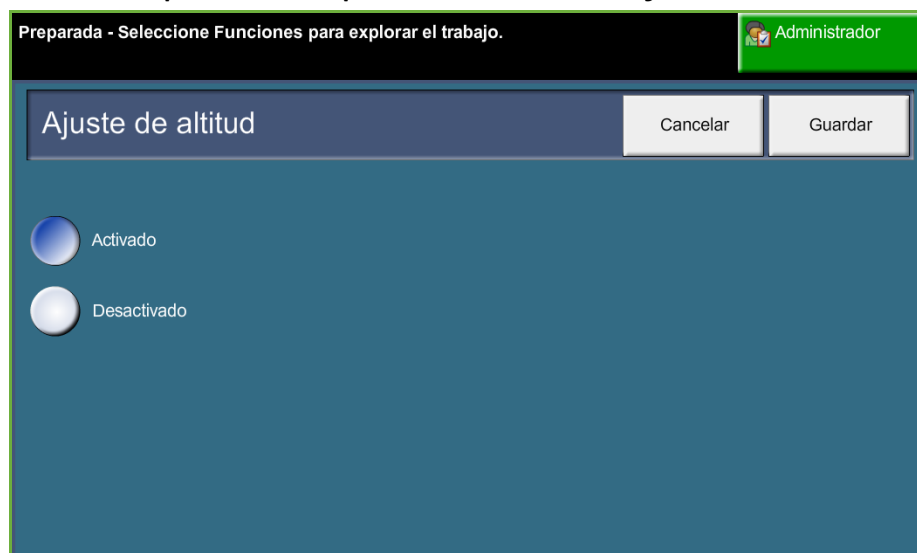 Preparada - Seleccione Funciones para explorar el trabajo.
Administrador
Ajuste de altitud
Cancelar
Guardar
Activado
Desactivado